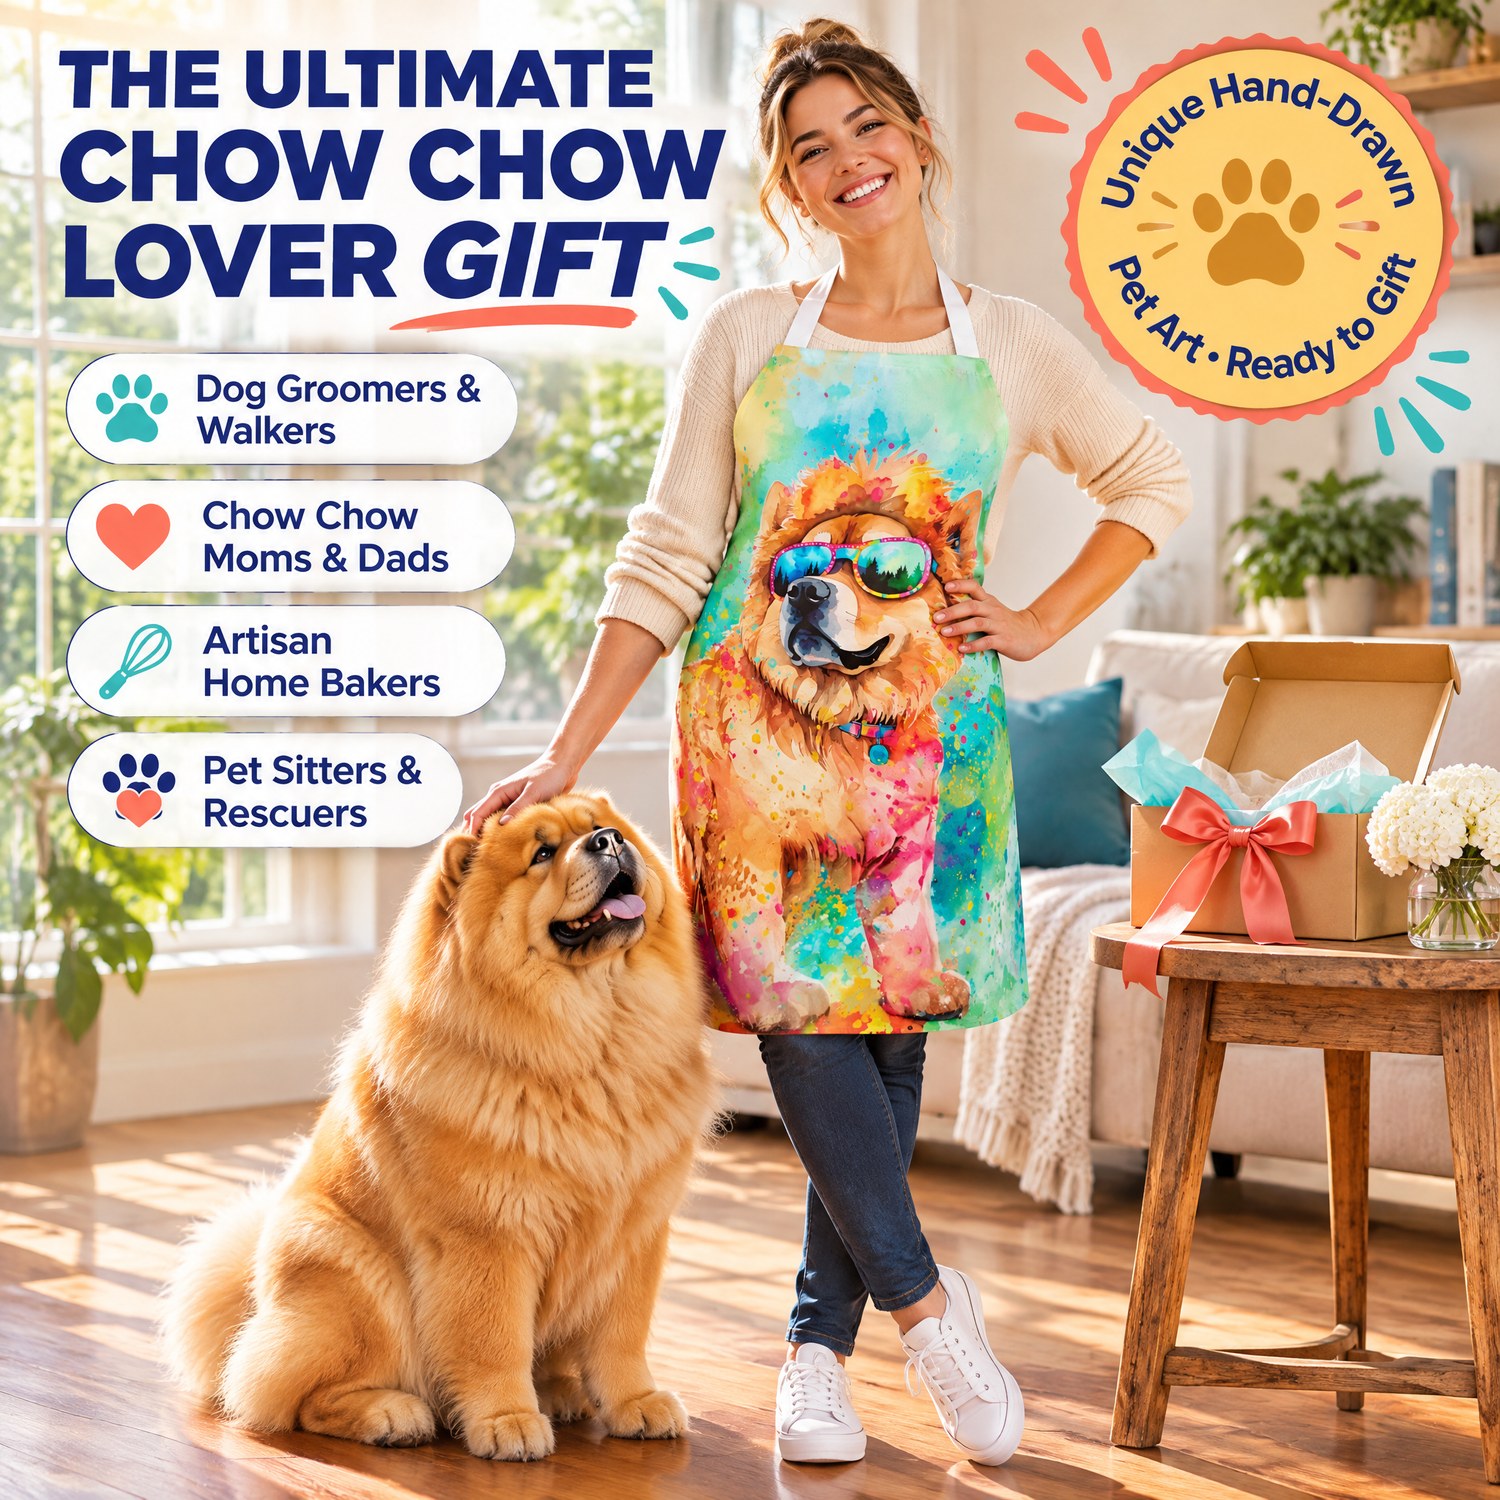 THE ULTIMATE
CHOW CHOW
LOVER GIFT
Unique Hand-Drawn
Pet Art • Ready to Gift
Dog Groomers &
Walkers
Chow Chow
Moms & Dads
Artisan
Home Bakers
Pet Sitters &
Rescuers